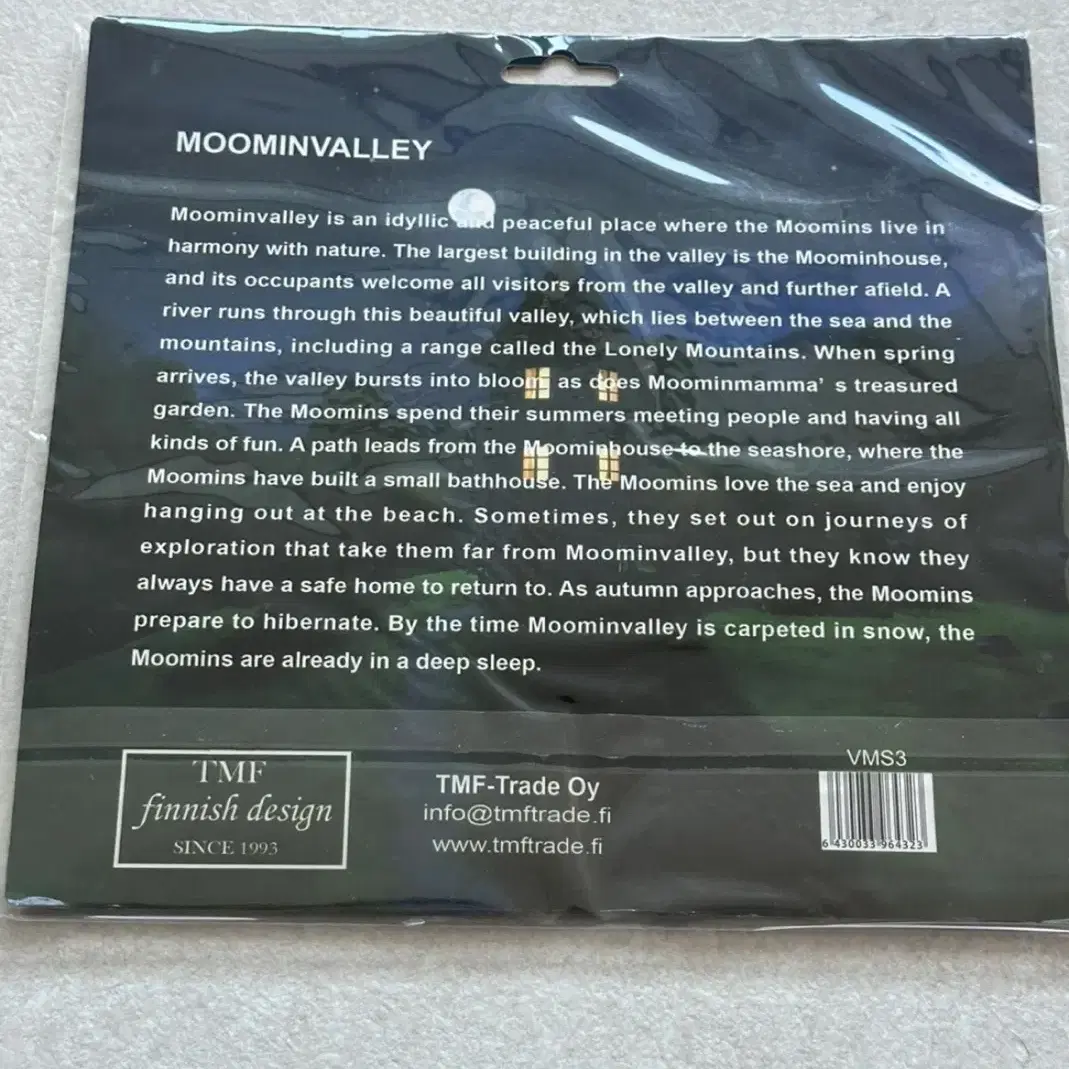 MOOMINVALLEY
Moominvalley is an idyllic and peaceful place where the Moomins live in
harmony with nature. The largest building in the valley is the Moominhouse,
and its occupants welcome all visitors from the valley and further afield. A
river runs through this beautiful valley, which lies between the sea and the
mountains, including a range called the Lonely Mountains. When spring
arrives, the valley bursts into bloom, as does Moominmamma' s treasured
garden. The Moomins spend their summers meeting people and having all
kinds of fun. A path leads from the Moominhouse to the seashore, where the
Moomins have built a small bathhouse. The Moomins love the sea and enjoy
hanging out at the beach. Sometimes, they set out on journeys of
exploration that take them far from Moominvalley, but they know they
always have a safe home to return to. As autumn approaches, the Moomins
prepare to hibernate. By the time Moominvalley is carpeted in snow, the
Moomins are already in a deep sleep.
TMF
finnish design
SINCE 1993
TMF-Trade Oy
info@tmftrade.fi
www.tmftrade.fi
VMS3
6 430033 964323